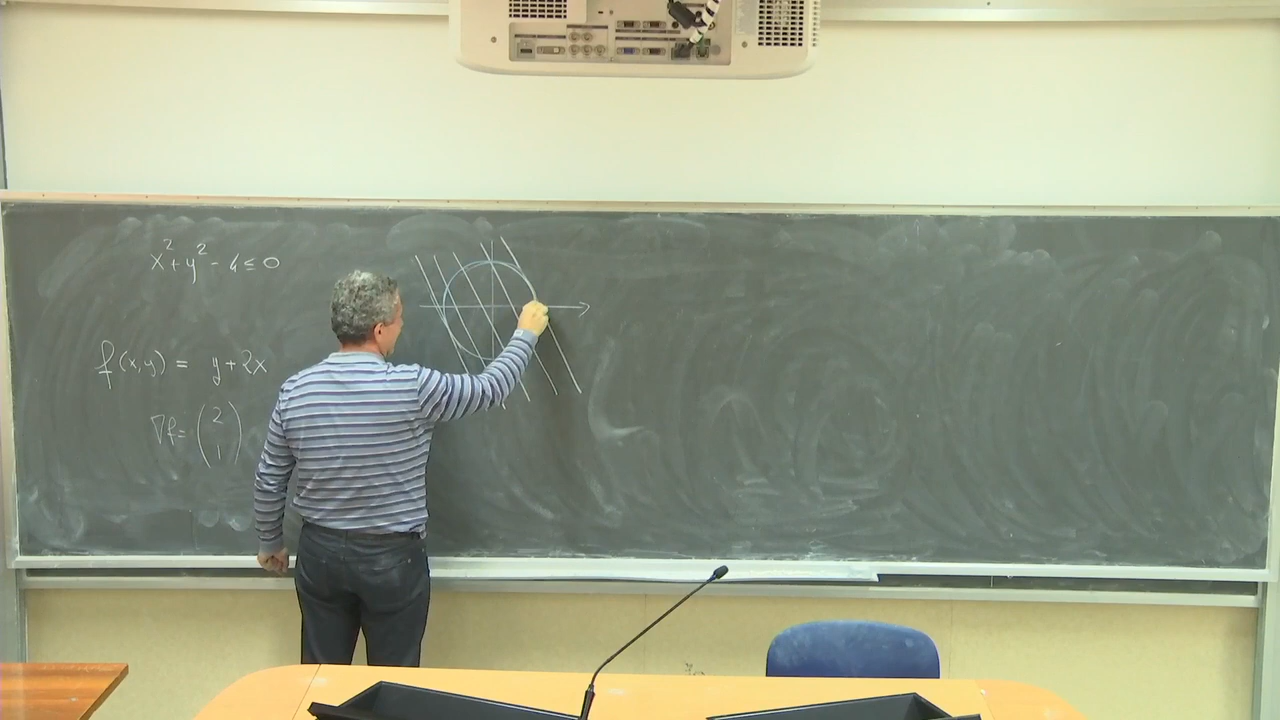 x² + y² - 4 ≤ 0
f(x,y) = y + 2x
∇f = (2 1)